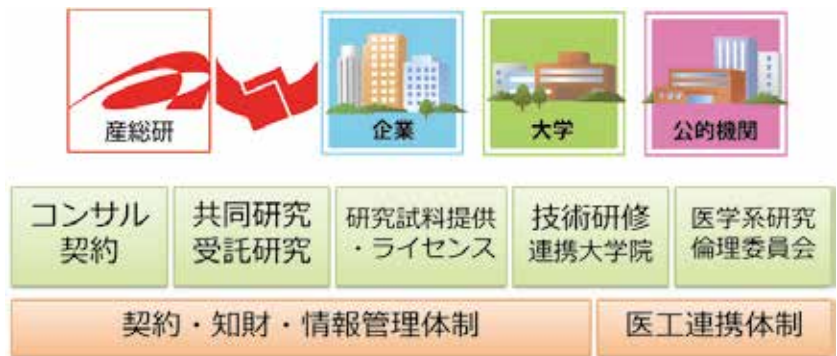 産総研
企業
大学
公的機関
コンサル
契約
共同研究
受託研究
研究試料提供
・ライセンス
技術研修
連携大学院
医学系研究
倫理委員会
契約・知財・情報管理体制
医工連携体制